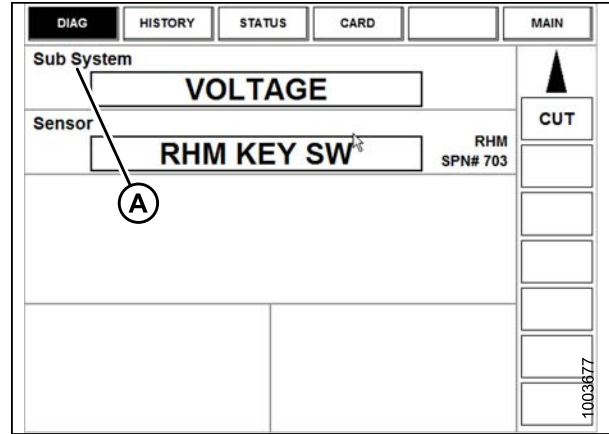 DIAG HISTORY STATUS CARD MAIN
Sub System
VOLTAGE
CUT
Sensor
RHM
RHM KEY SW
SPN# 703
A
1003677